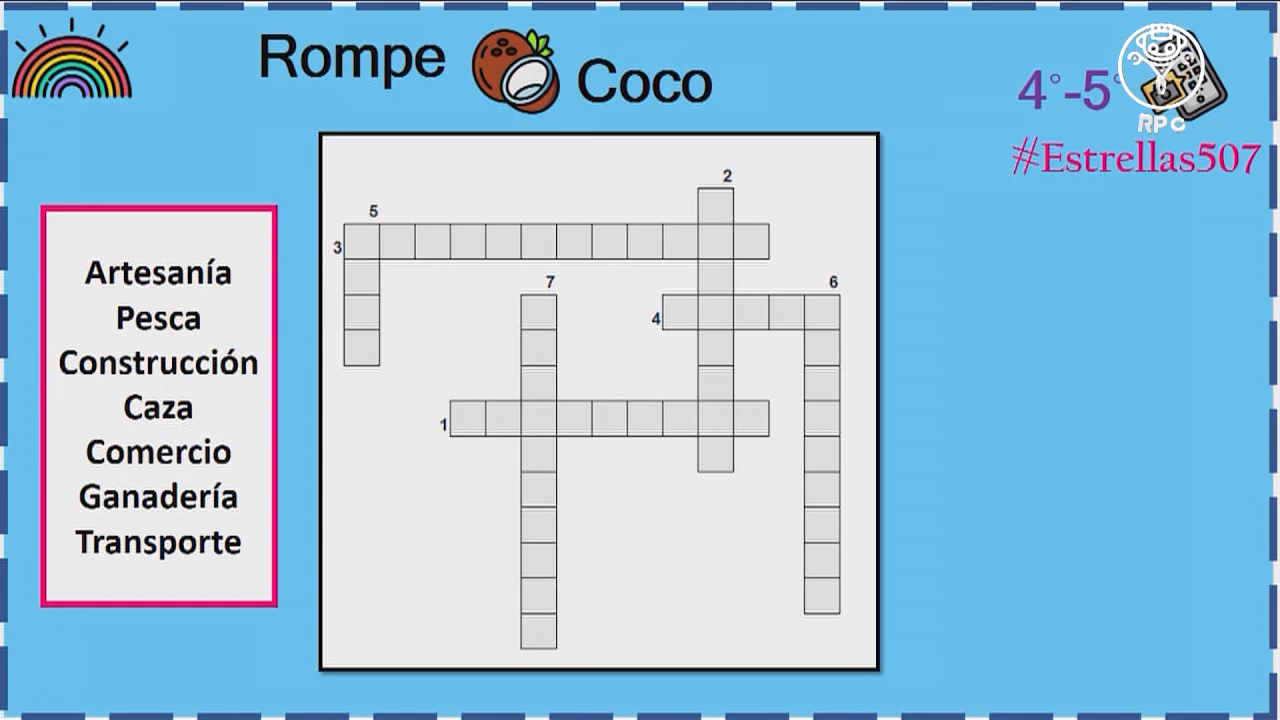 Rompe Coco
4°-5°
RPC
#Estrellas507
2
5
3
7
6
4
1
Artesanía
Pesca
Construcción
Caza
Comercio
Ganadería
Transporte